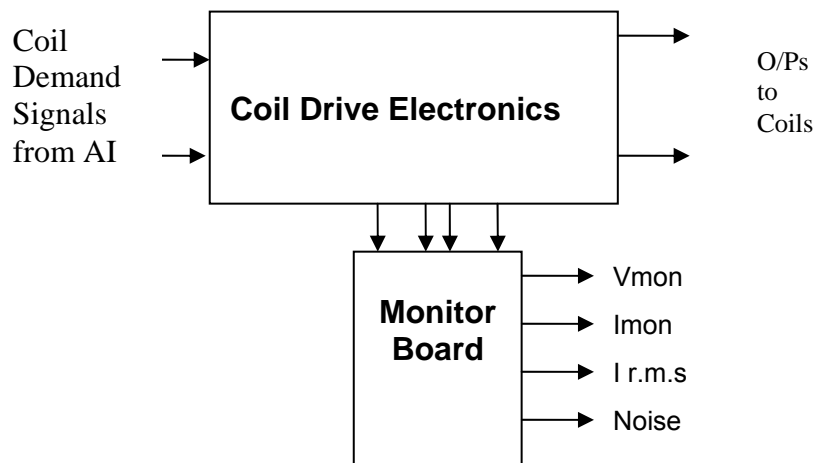 Coil
Demand
Signals
from AI
Coil Drive Electronics
O/Ps
to
Coils
Monitor
Board
Vmon
Imon
I r.m.s
Noise